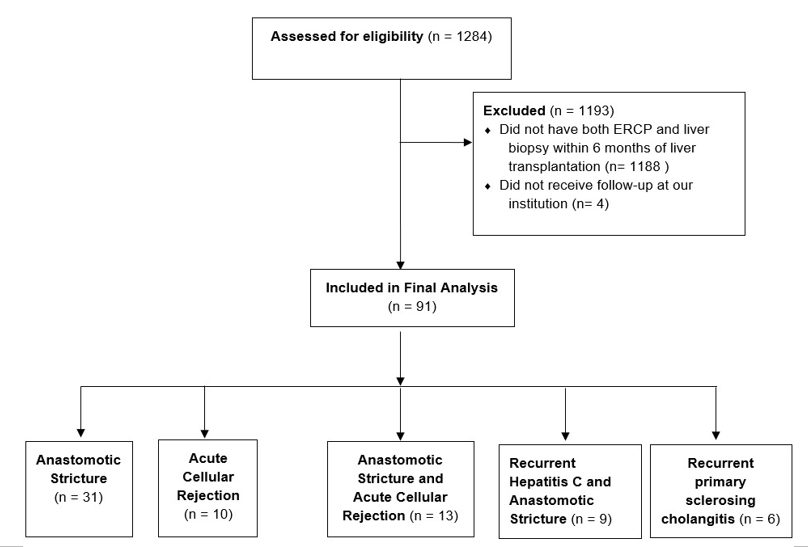 Assessed for eligibility (n = 1284)
Excluded (n = 1193)
♦ Did not have both ERCP and liver
biopsy within 6 months of liver
transplantation (n= 1188 )
♦ Did not receive follow-up at our
institution (n= 4)
Included in Final Analysis
(n = 91)
Anastomotic
Stricture
(n = 31)
Acute
Cellular
Rejection
(n = 10)
Anastomotic
Stricture and
Acute Cellular
Rejection (n = 13)
Recurrent
Hepatitis C and
Anastomotic
Stricture (n = 9)
Recurrent
primary
sclerosing
cholangitis (n = 6)